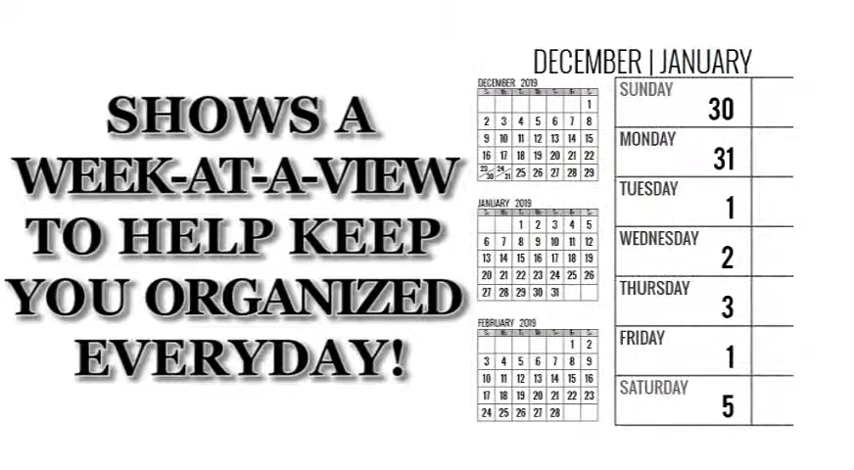 SHOWS A
WEEK-AT-A-VIEW
TO HELP KEEP
YOU ORGANIZED
EVERYDAY!
DECEMBER | JANUARY
DECEMBER 2019
1
2 3 4 5 6 7 8
9 10 11 12 13 14 15
16 17 18 19 20 21 22
23/30 24/31 25 26 27 28 29
JANUARY 2019
1 2 3 4 5
6 7 8 9 10 11 12
13 14 15 16 17 18 19
20 21 22 23 24 25 26
27 28 29 30 31
FEBRUARY 2019
1 2
3 4 5 6 7 8 9
10 11 12 13 14 15 16
17 18 19 20 21 22 23
24 25 26 27 28
SUNDAY
30
MONDAY
31
TUESDAY
1
WEDNESDAY
2
THURSDAY
3
FRIDAY
1
SATURDAY
5